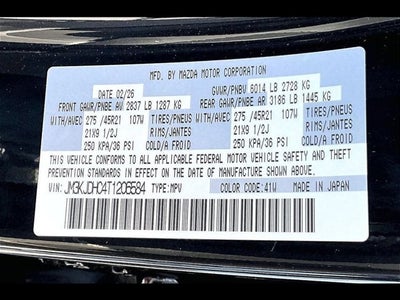 MFD. BY MAZDA MOTOR CORPORATION
DATE 02/26 GVWR/PNBV 6014 LB 2728 KG
FRONT GAWR/PNBE AV 2837 LB 1287 KG REAR GAWR/PNBE AR 3186 LB 1445 KG
WITH/AVEC 275 /45R21 107W TIRES/PNEUS WITH/AVEC 275 /45R21 107W TIRES/PNEUS
21X9 1/2J RIMS/JANTES 21X9 1/2J RIMS/JANTES
250 KPA/36 PSI COLD/A FROID 250 KPA/36 PSI COLD/A FROID
THIS VEHICLE CONFORMS TO ALL APPLICABLE FEDERAL MOTOR VEHICLE SAFETY AND THEFT
PREVENTION STANDARDS IN EFFECT ON THE DATE OF MANUFACTURE SHOWN ABOVE.
VIN: JM3KJDHC4T1206584 TYPE:MPV COLOR CODE:41W MADE IN JAPAN